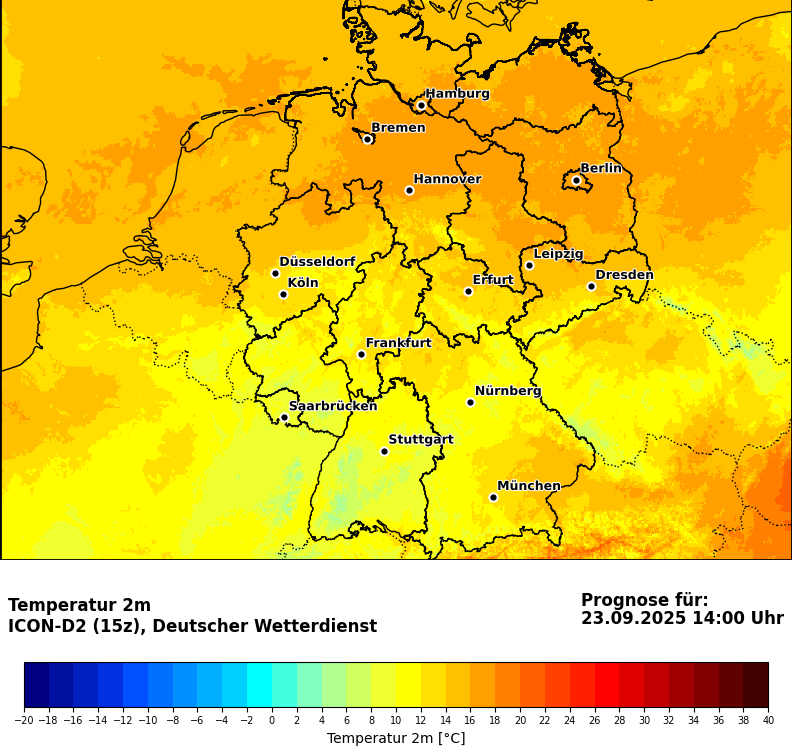 Hamburg
Bremen
Berlin
Hannover
Leipzig
Düsseldorf
Dresden
Köln
Erfurt
Frankfurt
Nürnberg
Saarbrücken
Stuttgart
München
Temperatur 2m
ICON-D2 (15z), Deutscher Wetterdienst
Prognose für:
23.09.2025 14:00 Uhr
−20 −18 −16 −14 −12 −10 −8 −6 −4 −2 0 2 4 6 8 10 12 14 16 18 20 22 24 26 28 30 32 34 36 38 40
Temperatur 2m [°C]